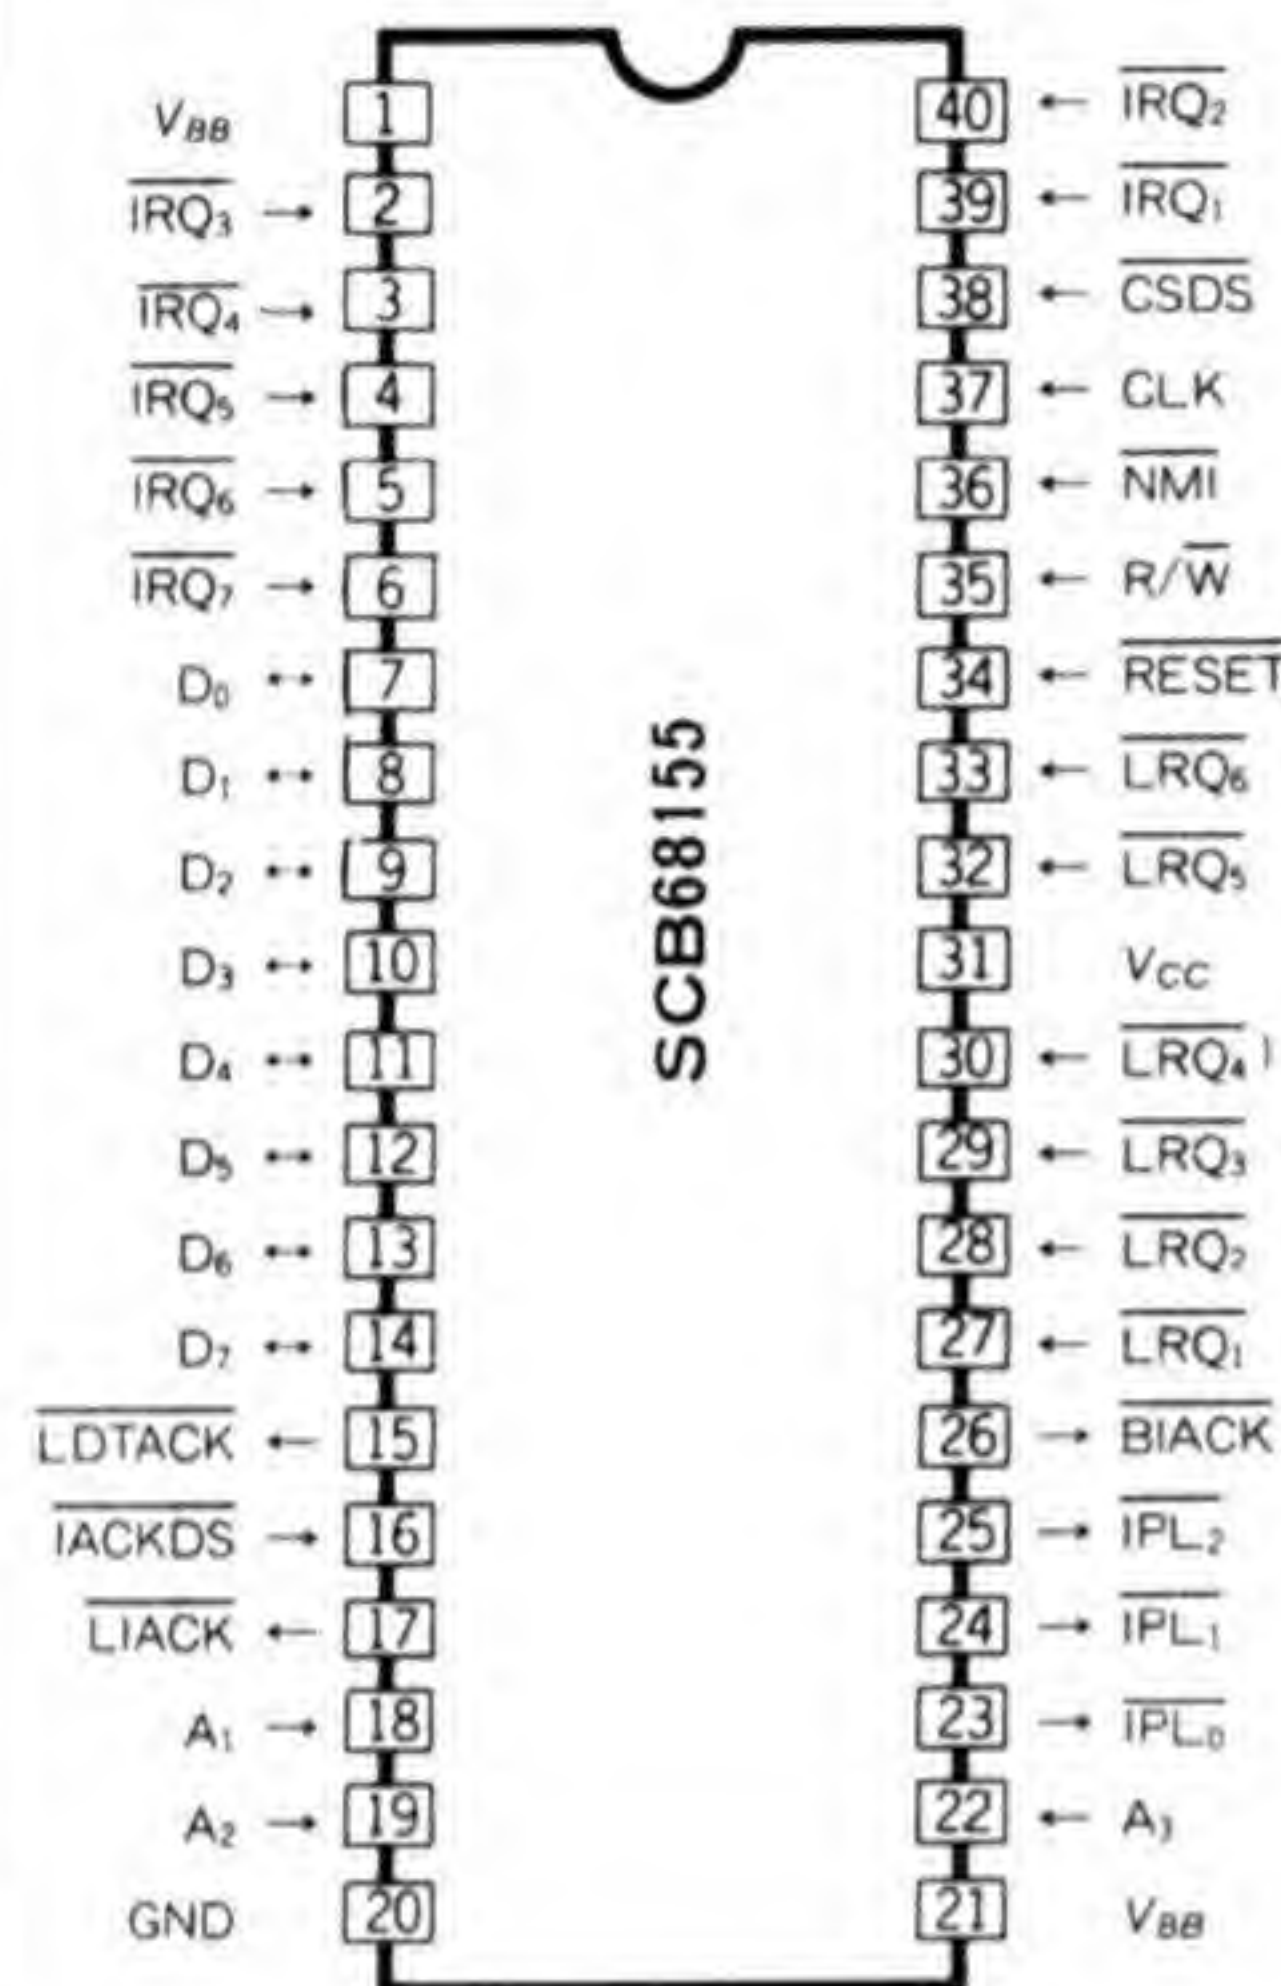 V_BB 1 40 IRQ2
IRQ3 2 39 IRQ1
IRQ4 3 38 CSDS
IRQ5 4 37 CLK
IRQ6 5 36 NMI
IRQ7 6 35 R/W
D0 7 34 RESET
D1 8 33 LRQ6
D2 9 32 LRQ5
D3 10 31 VCC
D4 11 30 LRQ4
D5 12 29 LRQ3
D6 13 28 LRQ2
D7 14 27 LRQ1
LDTACK 15 26 BIACK
IACKDS 16 25 IPL2
LIACK 17 24 IPL1
A1 18 23 IPL0
A2 19 22 A3
GND 20 21 VBB
SCB68155